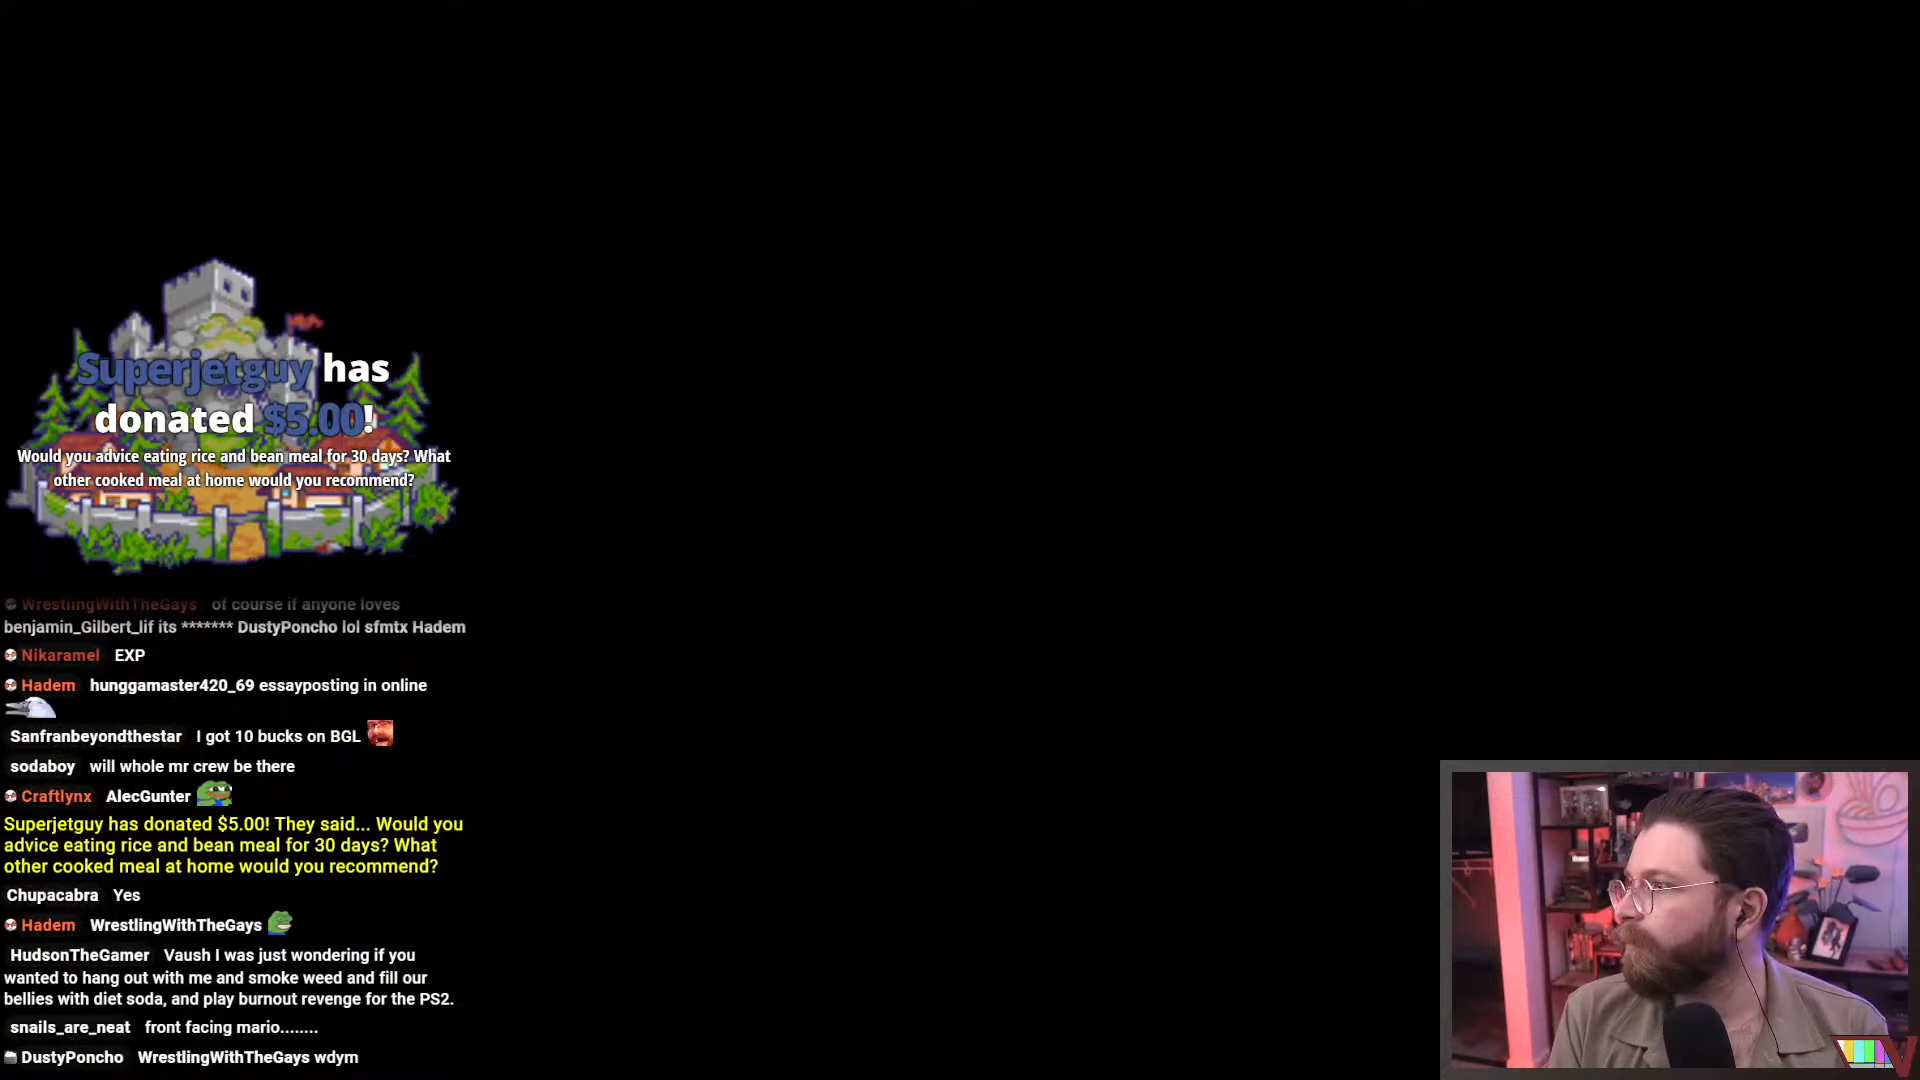 Superjetguy has
donated $5.00!
Would you advice eating rice and bean meal for 30 days? What
other cooked meal at home would you recommend?
WrestlingWithTheGays of course if anyone loves
benjamin_Gilbert_lif its ******* DustyPoncho lol sfmtx Hadem
Nikaramel EXP
Hadem hunggamaster420_69 essayposting in online
Sanfranbeyondthestar I got 10 bucks on BGL
sodaboy will whole mr crew be there
Craftlynx AlecGunter
Superjetguy has donated $5.00! They said... Would you
advice eating rice and bean meal for 30 days? What
other cooked meal at home would you recommend?
Chupacabra Yes
Hadem WrestlingWithTheGays
HudsonTheGamer Vaush I was just wondering if you
wanted to hang out with me and smoke weed and fill our
bellies with diet soda, and play burnout revenge for the PS2.
snails_are_neat front facing mario........
DustyPoncho WrestlingWithTheGays wdym